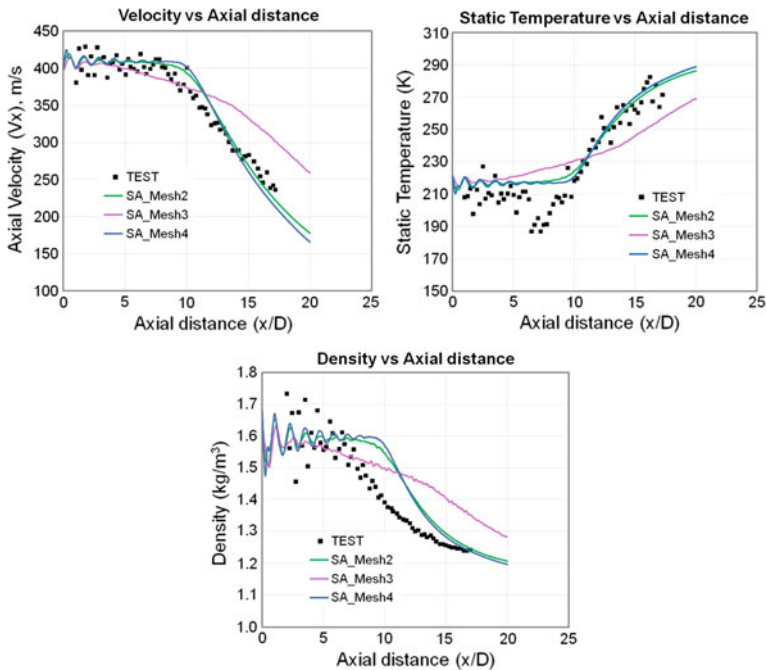 Velocity vs Axial distance
Axial Velocity (Vx), m/s
450
400
350
300
250
200
150
100
TEST
SA_Mesh2
SA_Mesh3
SA_Mesh4
0 5 10 15 20 25
Axial distance (x/D)
Static Temperature vs Axial distance
Static Temperature (K)
310
290
270
250
230
210
190
170
150
TEST
SA_Mesh2
SA_Mesh3
SA_Mesh4
0 5 10 15 20 25
Axial distance (x/D)
Density vs Axial distance
Density (kg/m³)
1.8
1.7
1.6
1.5
1.4
1.3
1.2
1.1
1.0
TEST
SA_Mesh2
SA_Mesh3
SA_Mesh4
0 5 10 15 20 25
Axial distance (x/D)